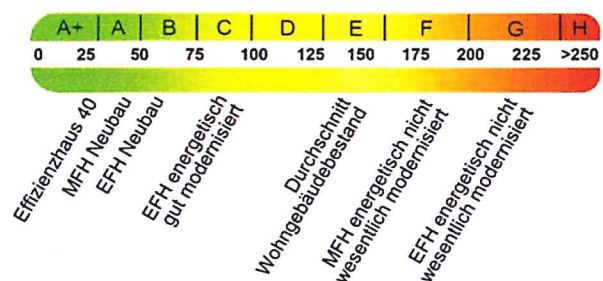 A+ A B C D E F G H
0 25 50 75 100 125 150 175 200 225 >250
Effizienzhaus 40
MFH Neubau
EFH Neubau
EFH energetisch
gut modernisiert
Durchschnitt
Wohngebäudebestand
MFH energetisch nicht
wesentlich modernisiert
EFH energetisch nicht
wesentlich modernisiert